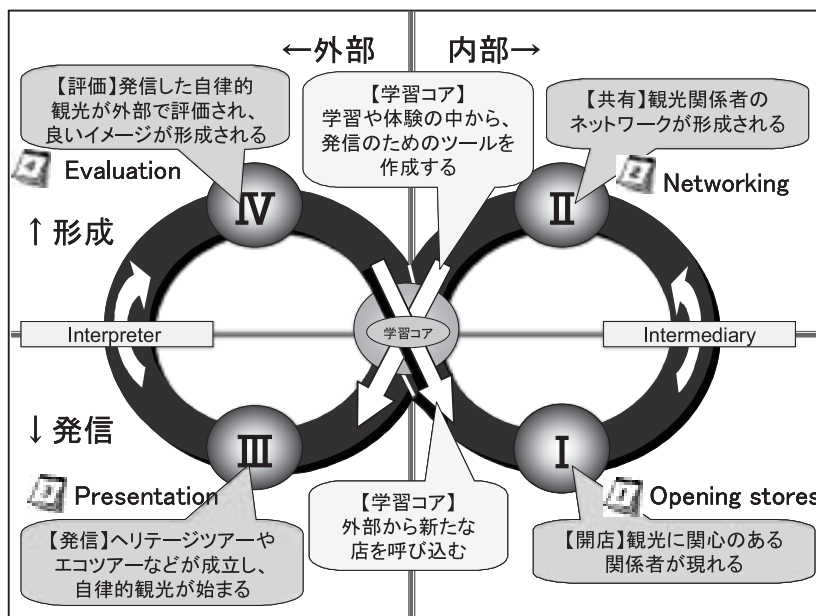 ←外部
内部→
【評価】発信した自律的
観光が外部で評価され、
良いイメージが形成される
【学習コア】
学習や体験の中から、
発信のためのツールを
作成する
【共有】観光関係者の
ネットワークが形成される
4 Evaluation
2 Networking
Ⅳ
Ⅱ
↑形成
Interpreter
学習コア
Intermediary
↓発信
Ⅲ
Ⅰ
3 Presentation
1 Opening stores
【発信】ヘリテージツアーや
エコツアーなどが成立し、
自律的観光が始まる
【学習コア】
外部から新たな
店を呼び込む
【開店】観光に関心のある
関係者が現れる